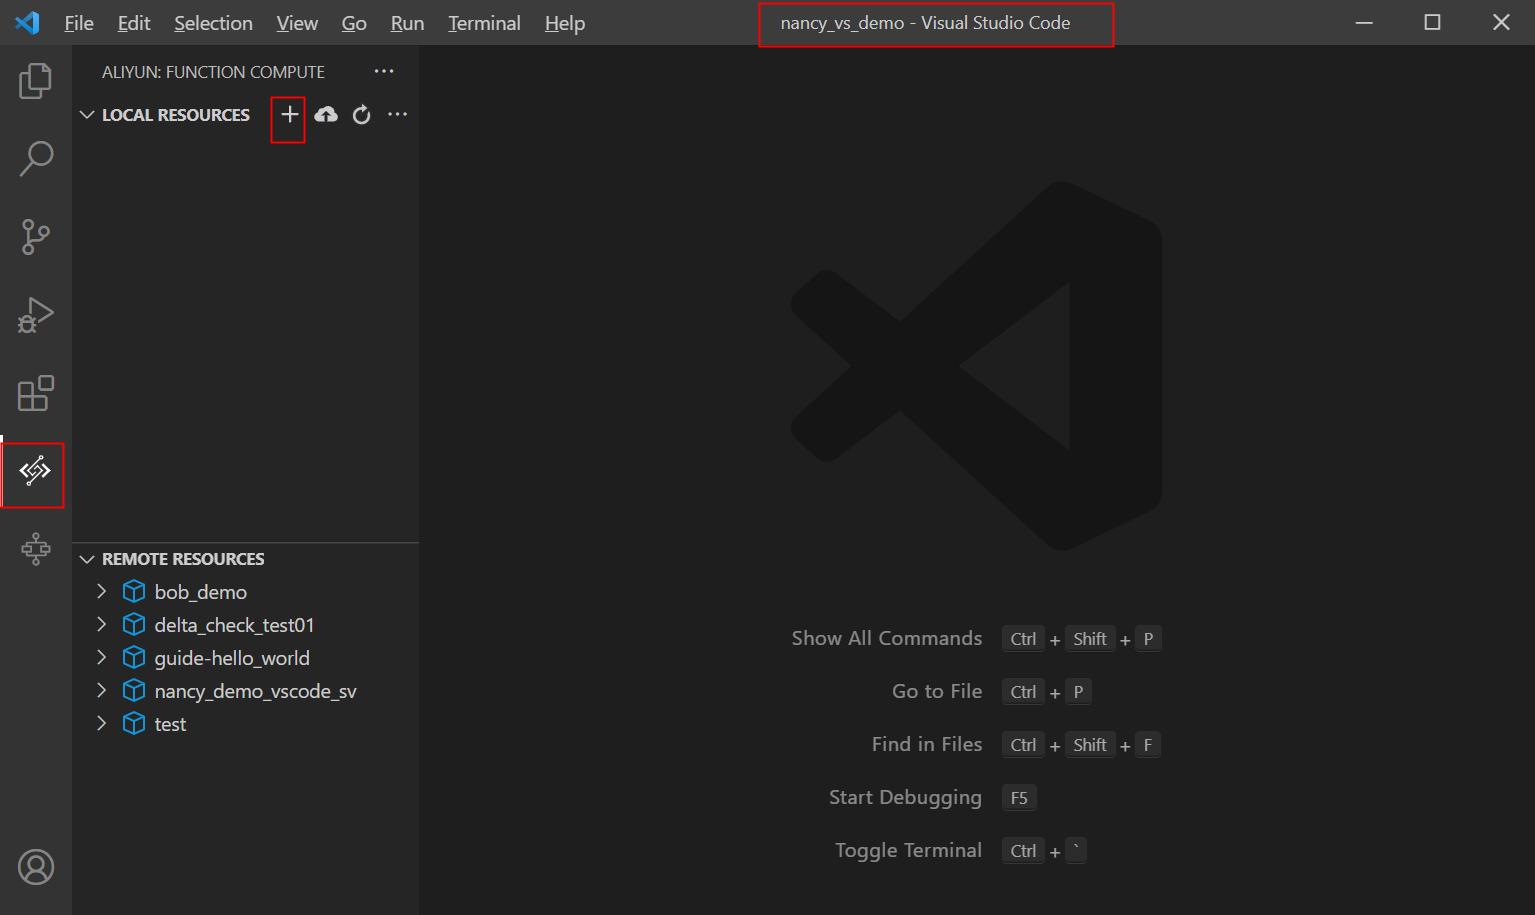 File Edit Selection View Go Run Terminal Help nancy_vs_demo - Visual Studio Code
ALIYUN: FUNCTION COMPUTE
LOCAL RESOURCES
REMOTE RESOURCES
bob_demo
delta_check_test01
guide-hello_world
nancy_demo_vscode_sv
test
Show All Commands Ctrl + Shift + P
Go to File Ctrl + P
Find in Files Ctrl + Shift + F
Start Debugging F5
Toggle Terminal Ctrl + `